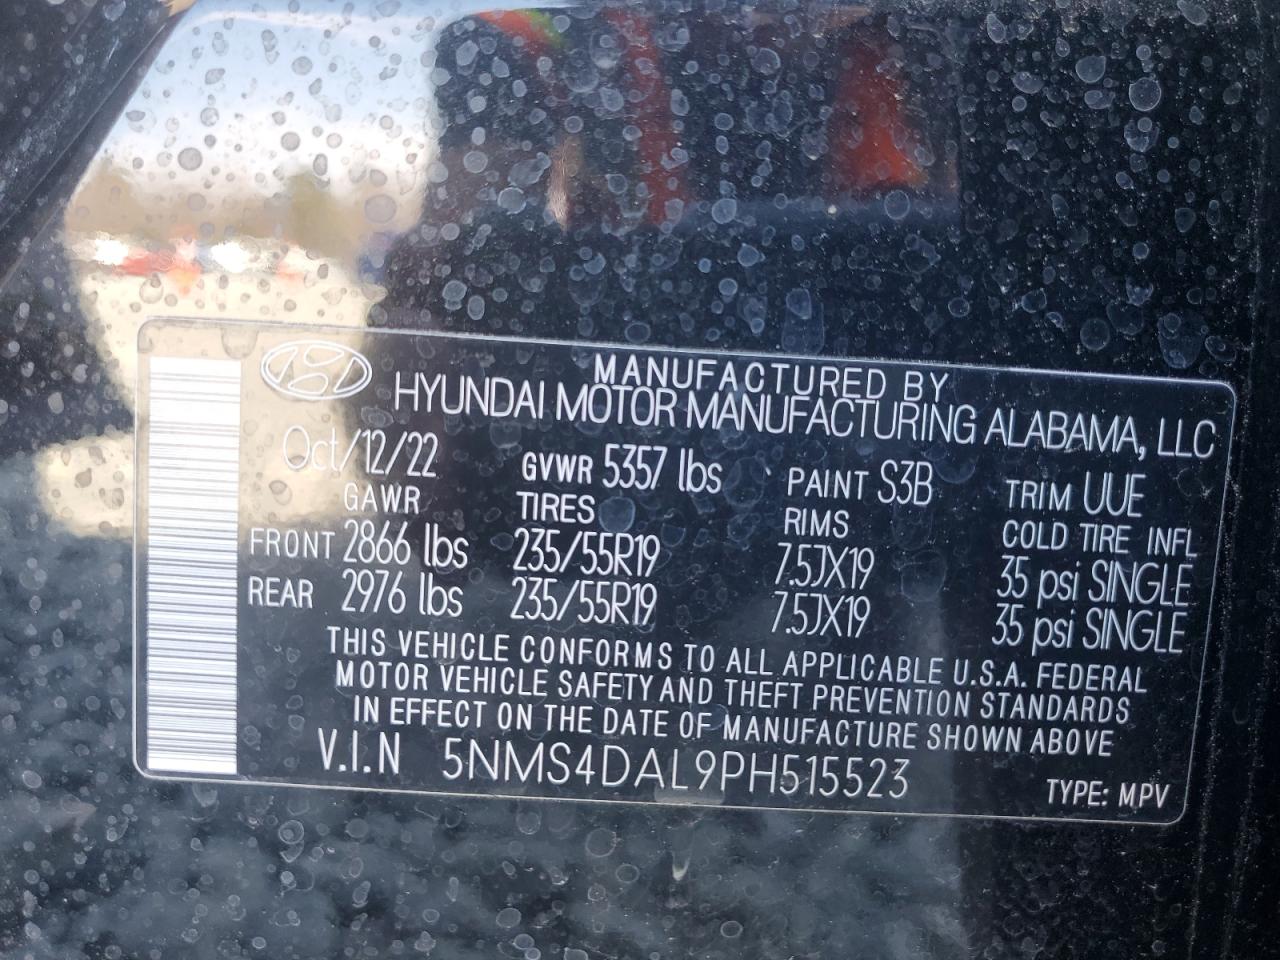 MANUFACTURED BY
HYUNDAI MOTOR MANUFACTURING ALABAMA, LLC
Oct/12/22 GVWR 5357 lbs PAINT S3B TRIM UUE
GAWR TIRES RIMS COLD TIRE INFL
FRONT 2866 lbs 235/55R19 7.5JX19 35 psi SINGLE
REAR 2976 lbs 235/55R19 7.5JX19 35 psi SINGLE
THIS VEHICLE CONFORMS TO ALL APPLICABLE U.S.A. FEDERAL
MOTOR VEHICLE SAFETY AND THEFT PREVENTION STANDARDS
IN EFFECT ON THE DATE OF MANUFACTURE SHOWN ABOVE
V.I.N 5NMS4DAL9PH515523 TYPE: MPV